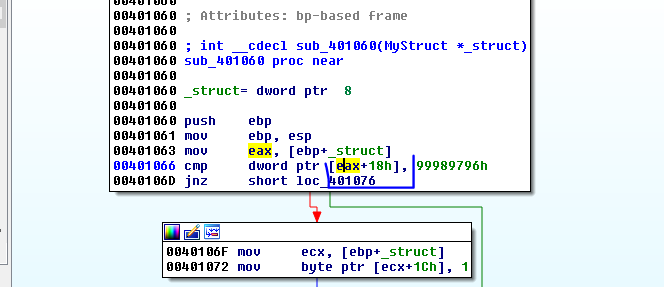 00401060
00401060 ; Attributes: bp-based frame
00401060
00401060 ; int __cdecl sub_401060(MyStruct *_struct)
00401060 sub_401060 proc near
00401060
00401060 _struct= dword ptr  8
00401060
00401060 push    ebp
00401061 mov     ebp, esp
00401063 mov     eax, [ebp+_struct]
00401066 cmp     dword ptr [eax+18h], 99989796h
0040106D jnz     short loc_401076
0040106F mov     ecx, [ebp+_struct]
00401072 mov     byte ptr [ecx+1Ch], 1